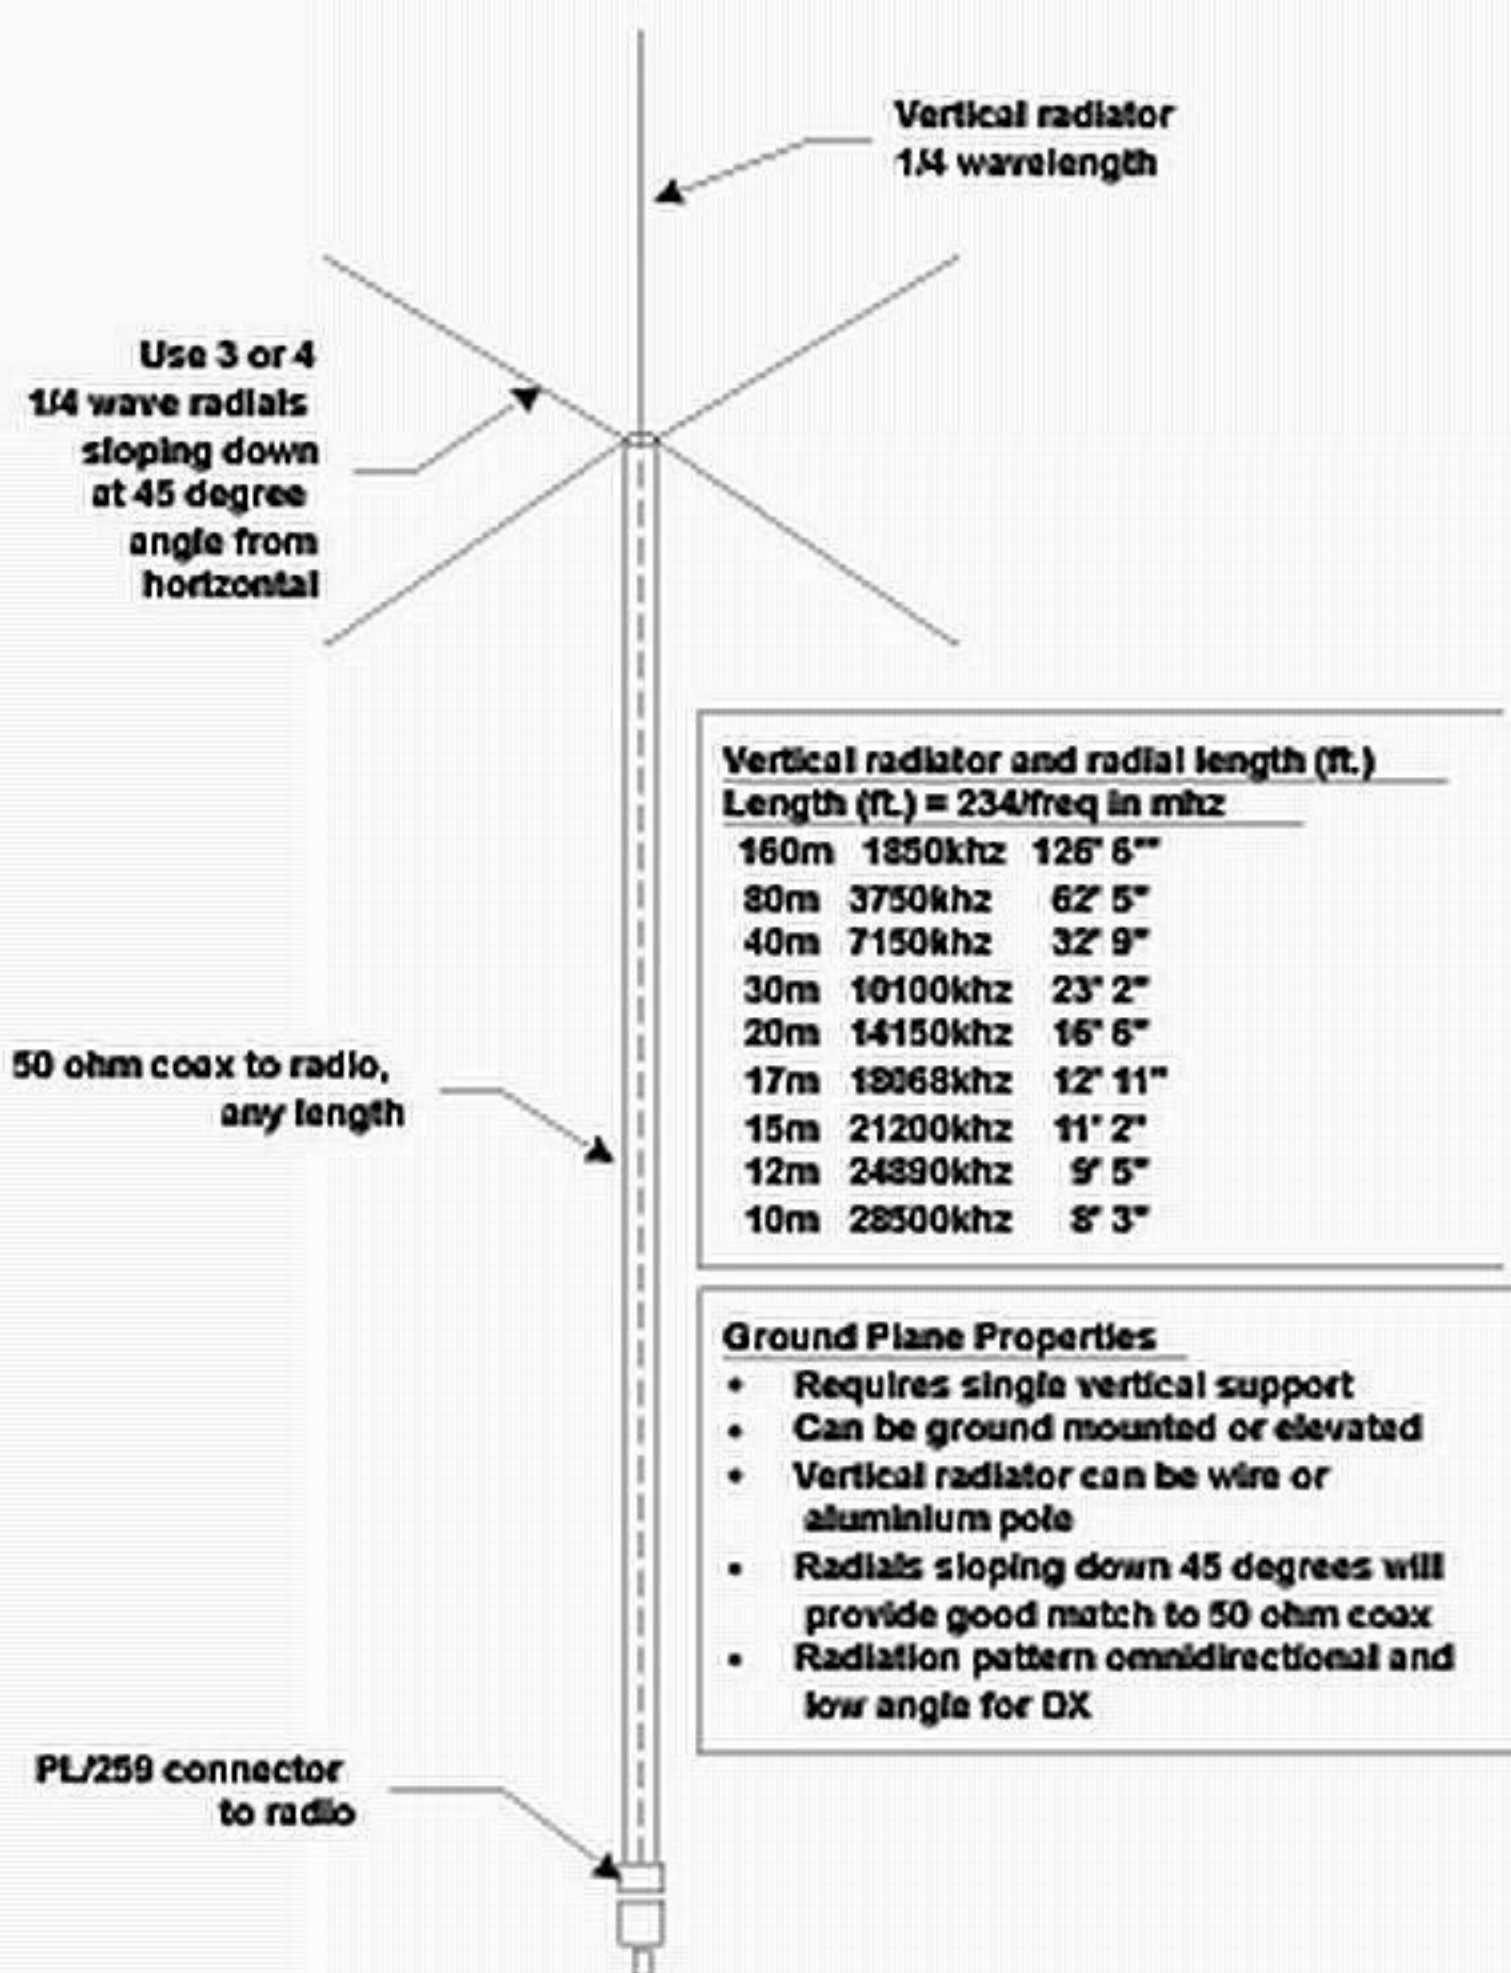 Vertical radiator
1/4 wavelength
Use 3 or 4
1/4 wave radials
sloping down
at 45 degree
angle from
horizontal
Vertical radiator and radial length (ft.)
Length (ft.) = 234/freq in mhz
160m 1850khz 126' 6"'
80m 3750khz 62' 5"
40m 7150khz 32' 9"
30m 10100khz 23' 2"
20m 14150khz 16' 6"
17m 18068khz 12' 11"
15m 21200khz 11' 2"
12m 24890khz 9' 5"
10m 28500khz 8' 3"
50 ohm coax to radio,
any length
Ground Plane Properties
• Requires single vertical support
• Can be ground mounted or elevated
• Vertical radiator can be wire or
aluminium pole
• Radials sloping down 45 degrees will
provide good match to 50 ohm coax
• Radiation pattern omnidirectional and
low angle for DX
PL/259 connector
to radio